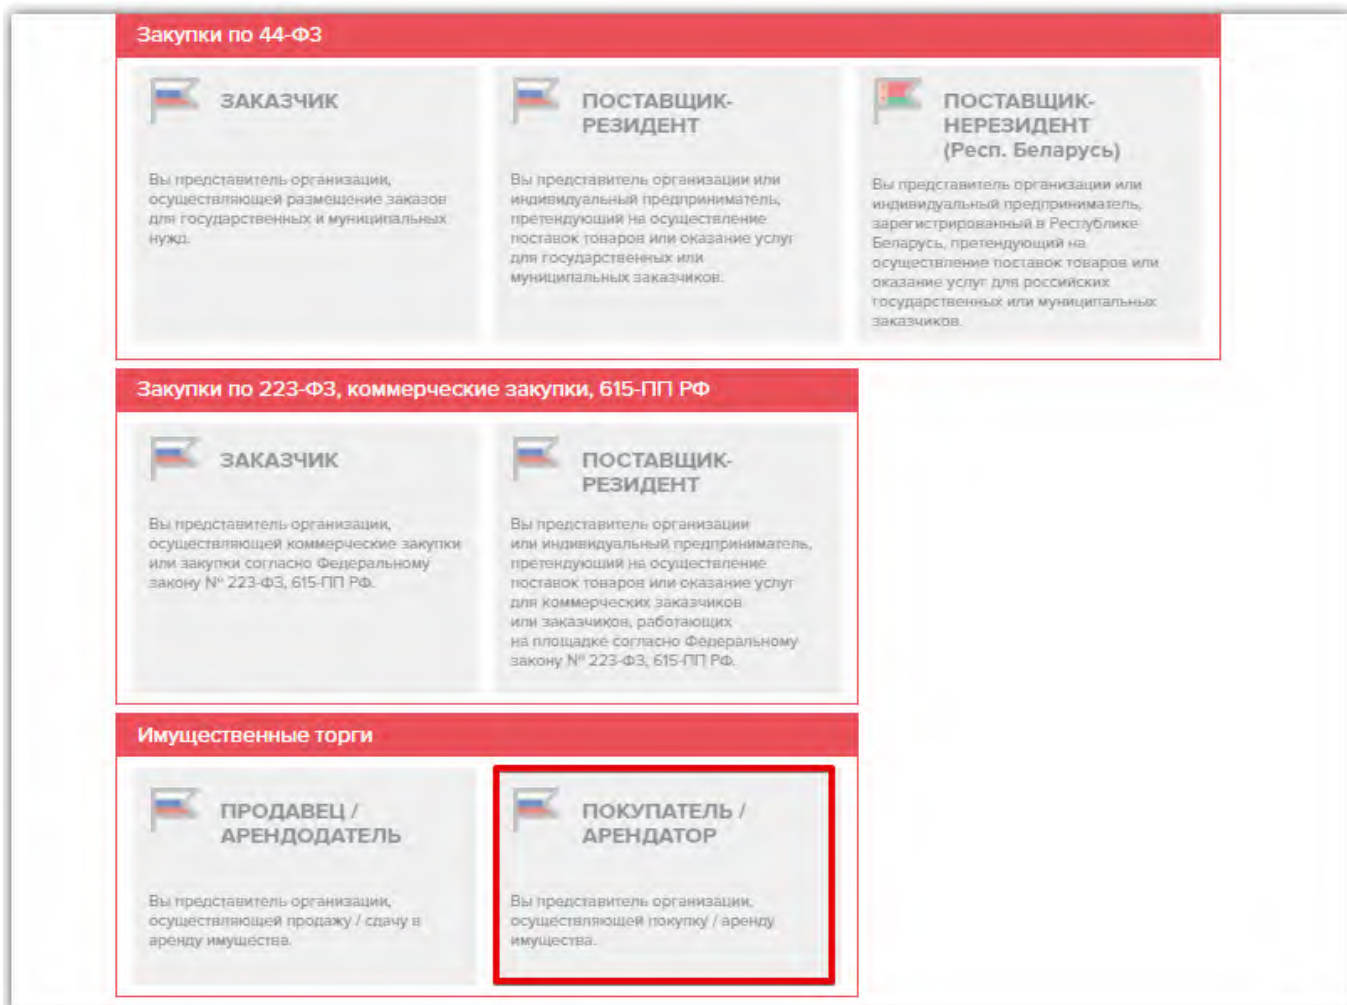 Закупки по 44-ФЗ
ЗАКАЗЧИК
Вы представитель организации,
осуществляющей размещение заказов
для государственных и муниципальных
нужд.
ПОСТАВЩИК-
РЕЗИДЕНТ
Вы представитель организации или
индивидуальный предприниматель,
претендующий на осуществление
поставок товаров или оказание услуг
для государственных или
муниципальных заказчиков.
ПОСТАВЩИК-
НЕРЕЗИДЕНТ
(Респ. Беларусь)
Вы представитель организации или
индивидуальный предприниматель,
зарегистрированный в Республике
Беларусь, претендующий на
осуществление поставок товаров или
оказание услуг для российских
государственных или муниципальных
заказчиков.
Закупки по 223-ФЗ, коммерческие закупки, 615-ПП РФ
ЗАКАЗЧИК
Вы представитель организации,
осуществляющей коммерческие закупки
или закупки согласно Федеральному
закону № 223-ФЗ, 615-ПП РФ.
ПОСТАВЩИК-
РЕЗИДЕНТ
Вы представитель организации
или индивидуальный предприниматель,
претендующий на осуществление
поставок товаров или оказание услуг
для коммерческих заказчиков
или заказчиков, работающих
на площадке согласно Федеральному
закону № 223-ФЗ, 615-ПП РФ.
Имущественные торги
ПРОДАВЕЦ /
АРЕНДОДАТЕЛЬ
Вы представитель организации,
осуществляющей продажу / сдачу в
аренду имущества.
ПОКУПАТЕЛЬ /
АРЕНДАТОР
Вы представитель организации,
осуществляющей покупку / аренду
имущества.